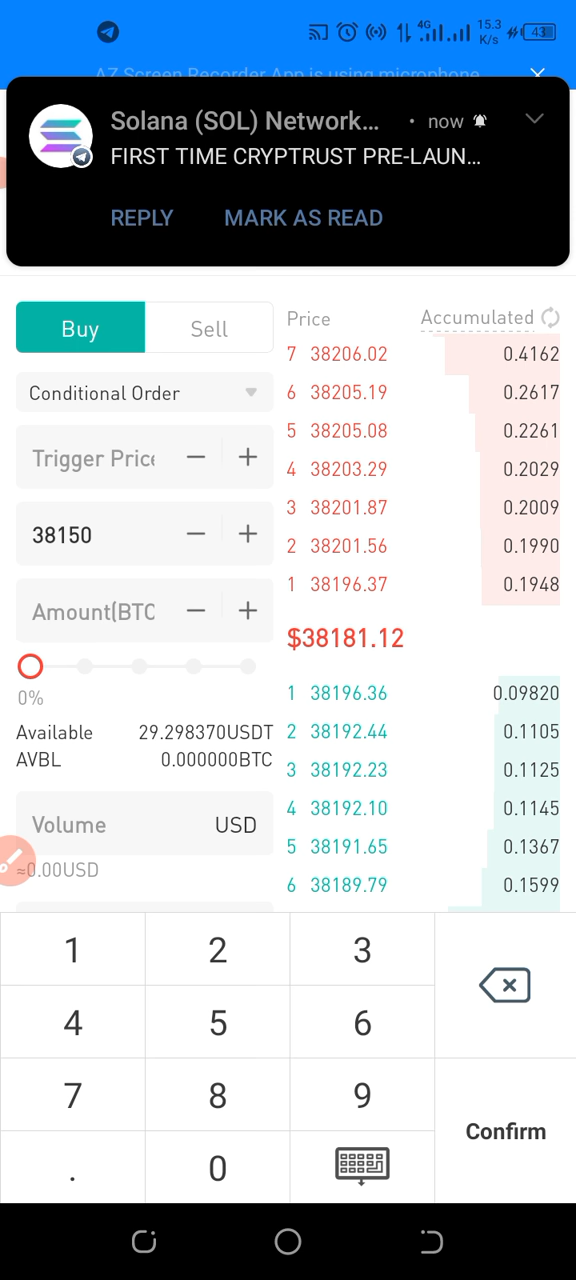 4G
15.3
K/s
43
AZ Screen Recorder App is using microphone
Solana (SOL) Network... • now
FIRST TIME CRYPTRUST PRE-LAUN...
REPLY MARK AS READ
Buy Sell
Price Accumulated
Conditional Order
Trigger Price
38150
Amount(BTC
0%
Available 29.298370USDT
AVBL 0.000000BTC
Volume USD
≈0.00USD
7 38206.02 0.4162
6 38205.19 0.2617
5 38205.08 0.2261
4 38203.29 0.2029
3 38201.87 0.2009
2 38201.56 0.1990
1 38196.37 0.1948
$38181.12
1 38196.36 0.09820
2 38192.44 0.1105
3 38192.23 0.1125
4 38192.10 0.1145
5 38191.65 0.1367
6 38189.79 0.1599
1 2 3
4 5 6
7 8 9
. 0
Confirm